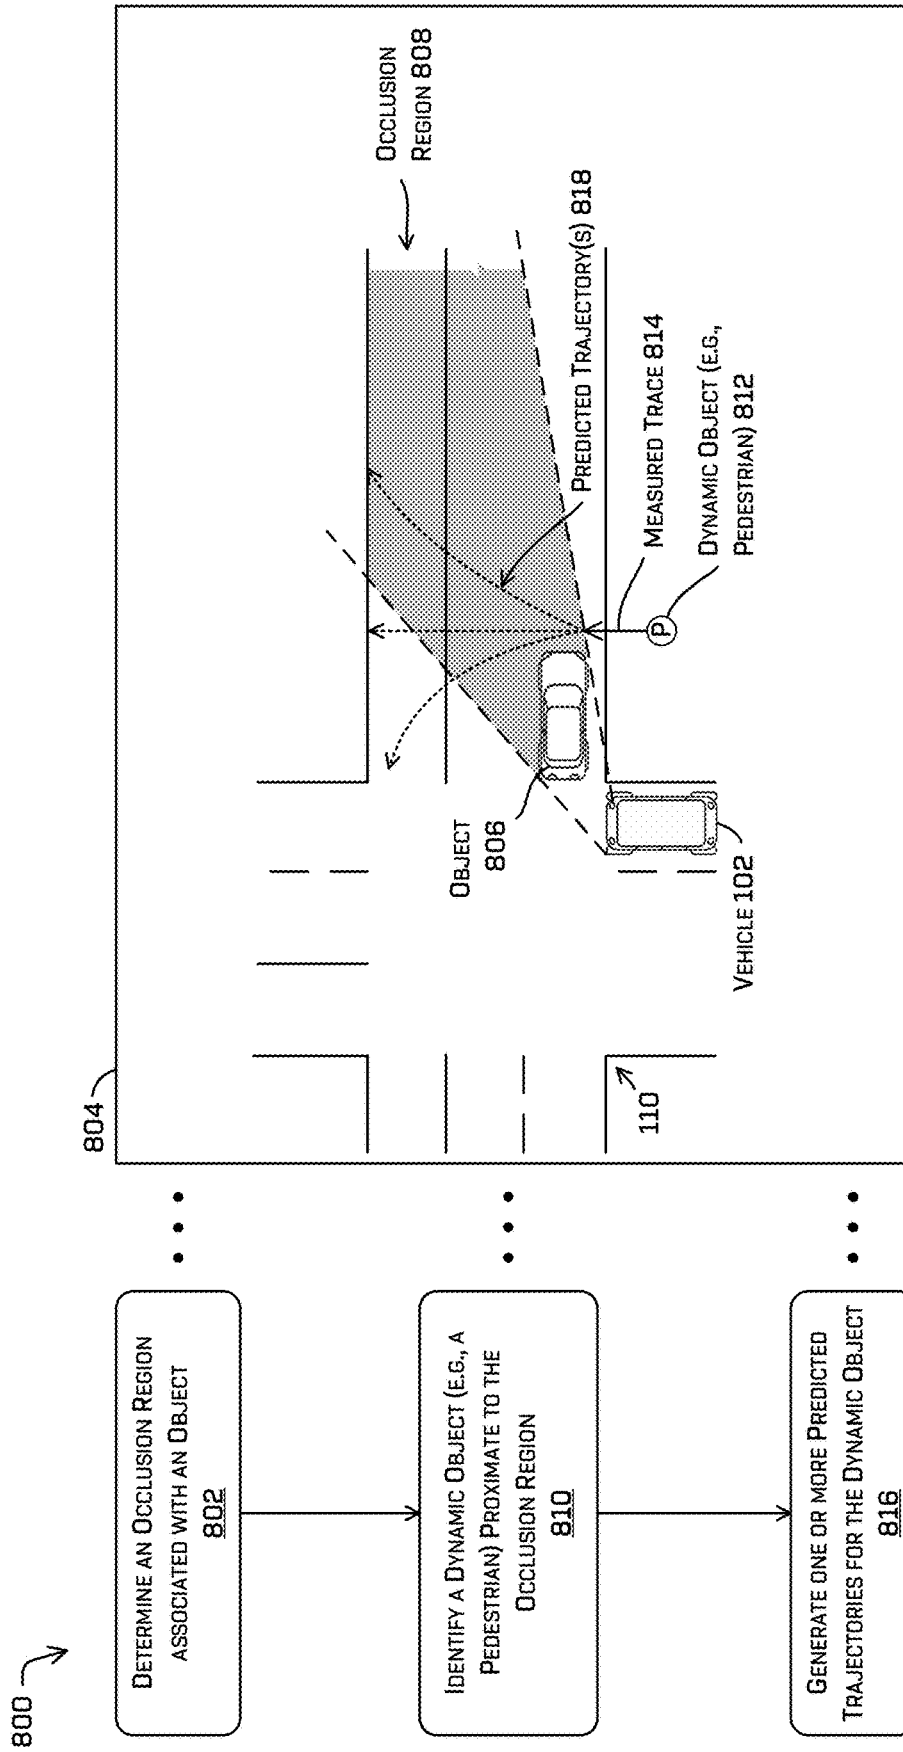 800
DETERMINE AN OCCLUSION REGION
ASSOCIATED WITH AN OBJECT
802
IDENTIFY A DYNAMIC OBJECT (E.G., A
PEDESTRIAN) PROXIMATE TO THE
OCCLUSION REGION
810
GENERATE ONE OR MORE PREDICTED
TRAJECTORIES FOR THE DYNAMIC OBJECT
816
804
OCCLUSION
REGION 808
OBJECT
806
PREDICTED TRAJECTORY(S) 818
MEASURED TRACE 814
P
DYNAMIC OBJECT (E.G.,
PEDESTRIAN) 812
110
VEHICLE 102